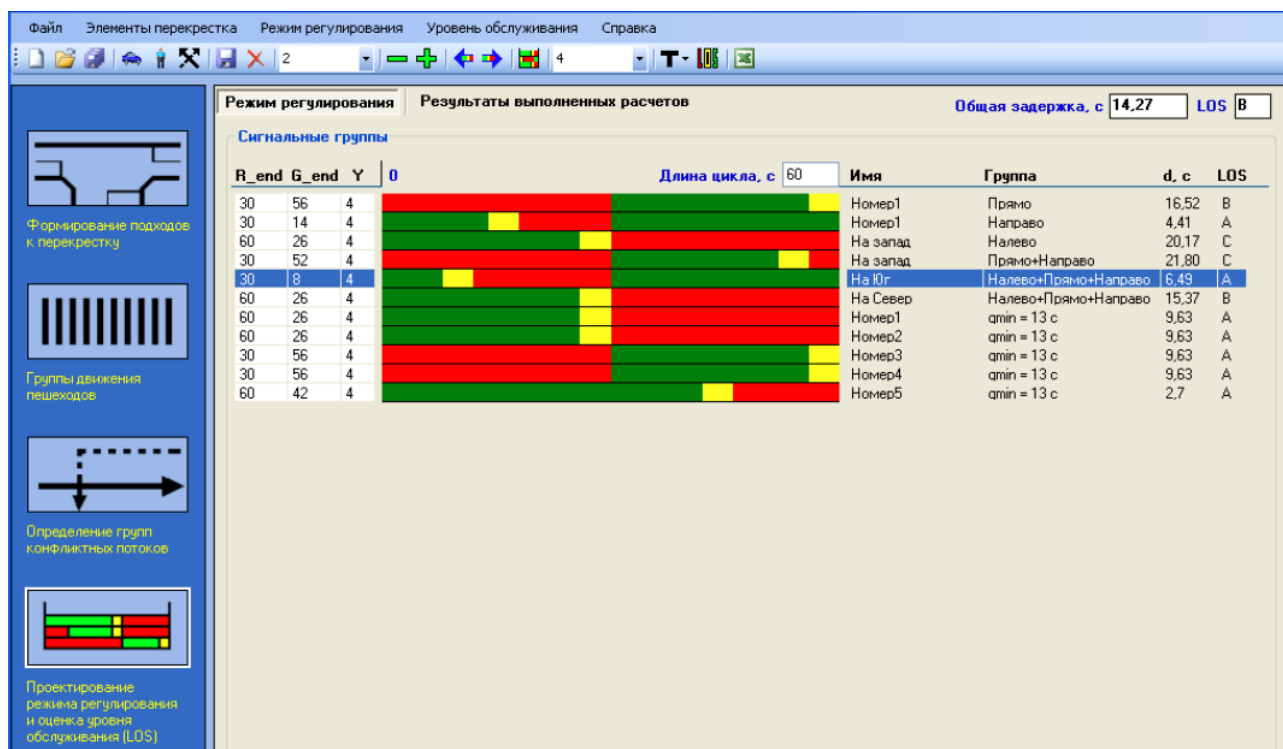 Файл Элементы перекрестка Режим регулирования Уровень обслуживания Справка
2 4 T
Режим регулирования Результаты выполненных расчетов Общая задержка, с 14,27 LOS B
Сигнальные группы
R_end G_end Y 0 Длина цикла, с 60 Имя Группа d, с LOS
30 56 4 Номер1 Прямо 16,52 B
30 14 4 Номер1 Направо 4,41 A
60 26 4 На запад Налево 20,17 C
30 52 4 На запад Прямо+Направо 21,80 C
30 8 4 На Юг Налево+Прямо+Направо 6,49 A
60 26 4 На Север Налево+Прямо+Направо 15,37 B
60 26 4 Номер1 qmin = 13 с 9,63 A
60 26 4 Номер2 qmin = 13 с 9,63 A
30 56 4 Номер3 qmin = 13 с 9,63 A
30 56 4 Номер4 qmin = 13 с 9,63 A
60 42 4 Номер5 qmin = 13 с 2,7 A
Формирование подходов
к перекрестку
Группы движения
пешеходов
Определение групп
конфликтных потоков
Проектирование
режима регулирования
и оценка уровня
обслуживания (LOS)